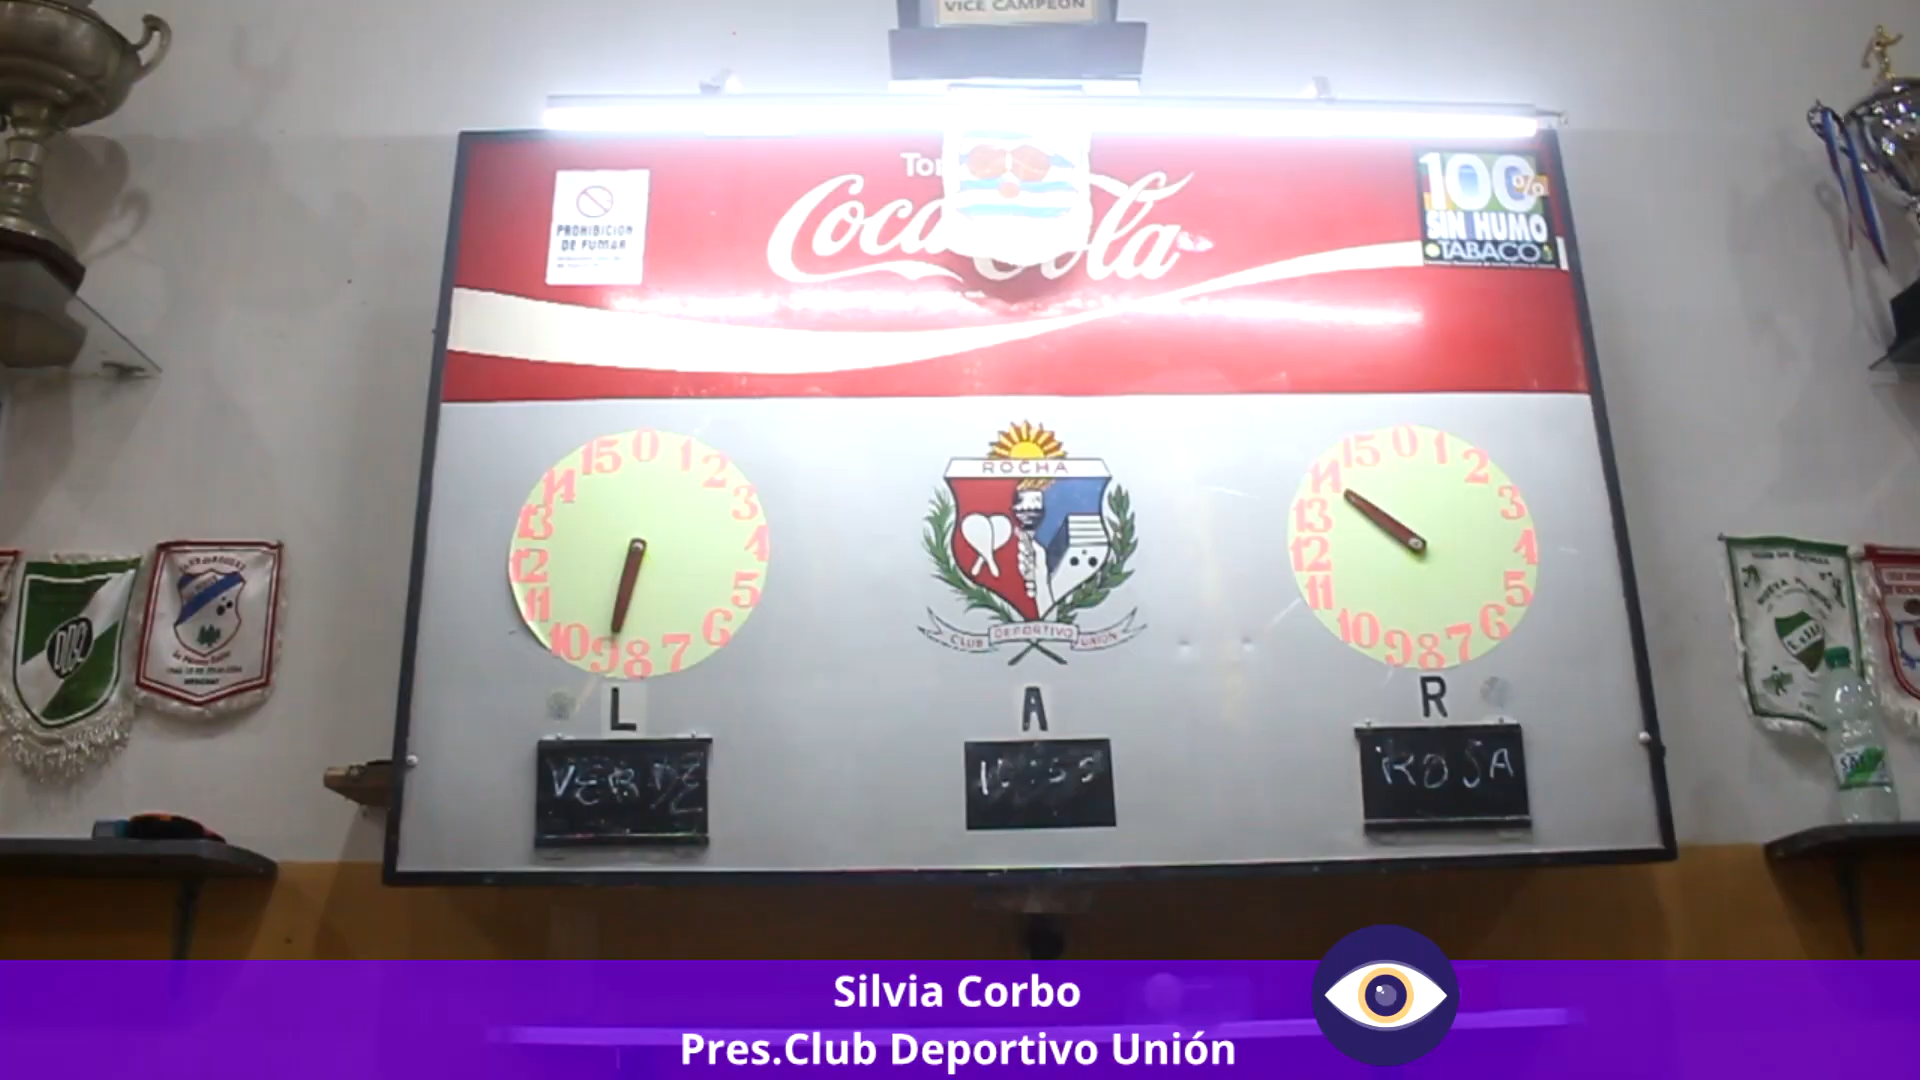 VICE CAMPEON
PROHIBICION
DE FUMAR
Coca-Cola
100%
SIN HUMO
TABACO
15 0 1 2 3 4 5 6 7 8 9 10 11 12 13 14
ROCHA
CLUB DEPORTIVO UNION
15 0 1 2 3 4 5 6 7 8 9 10 11 12 13 14
L
A
R
VERDE
ROSA
Silvia Corbo
Pres.Club Deportivo Unión